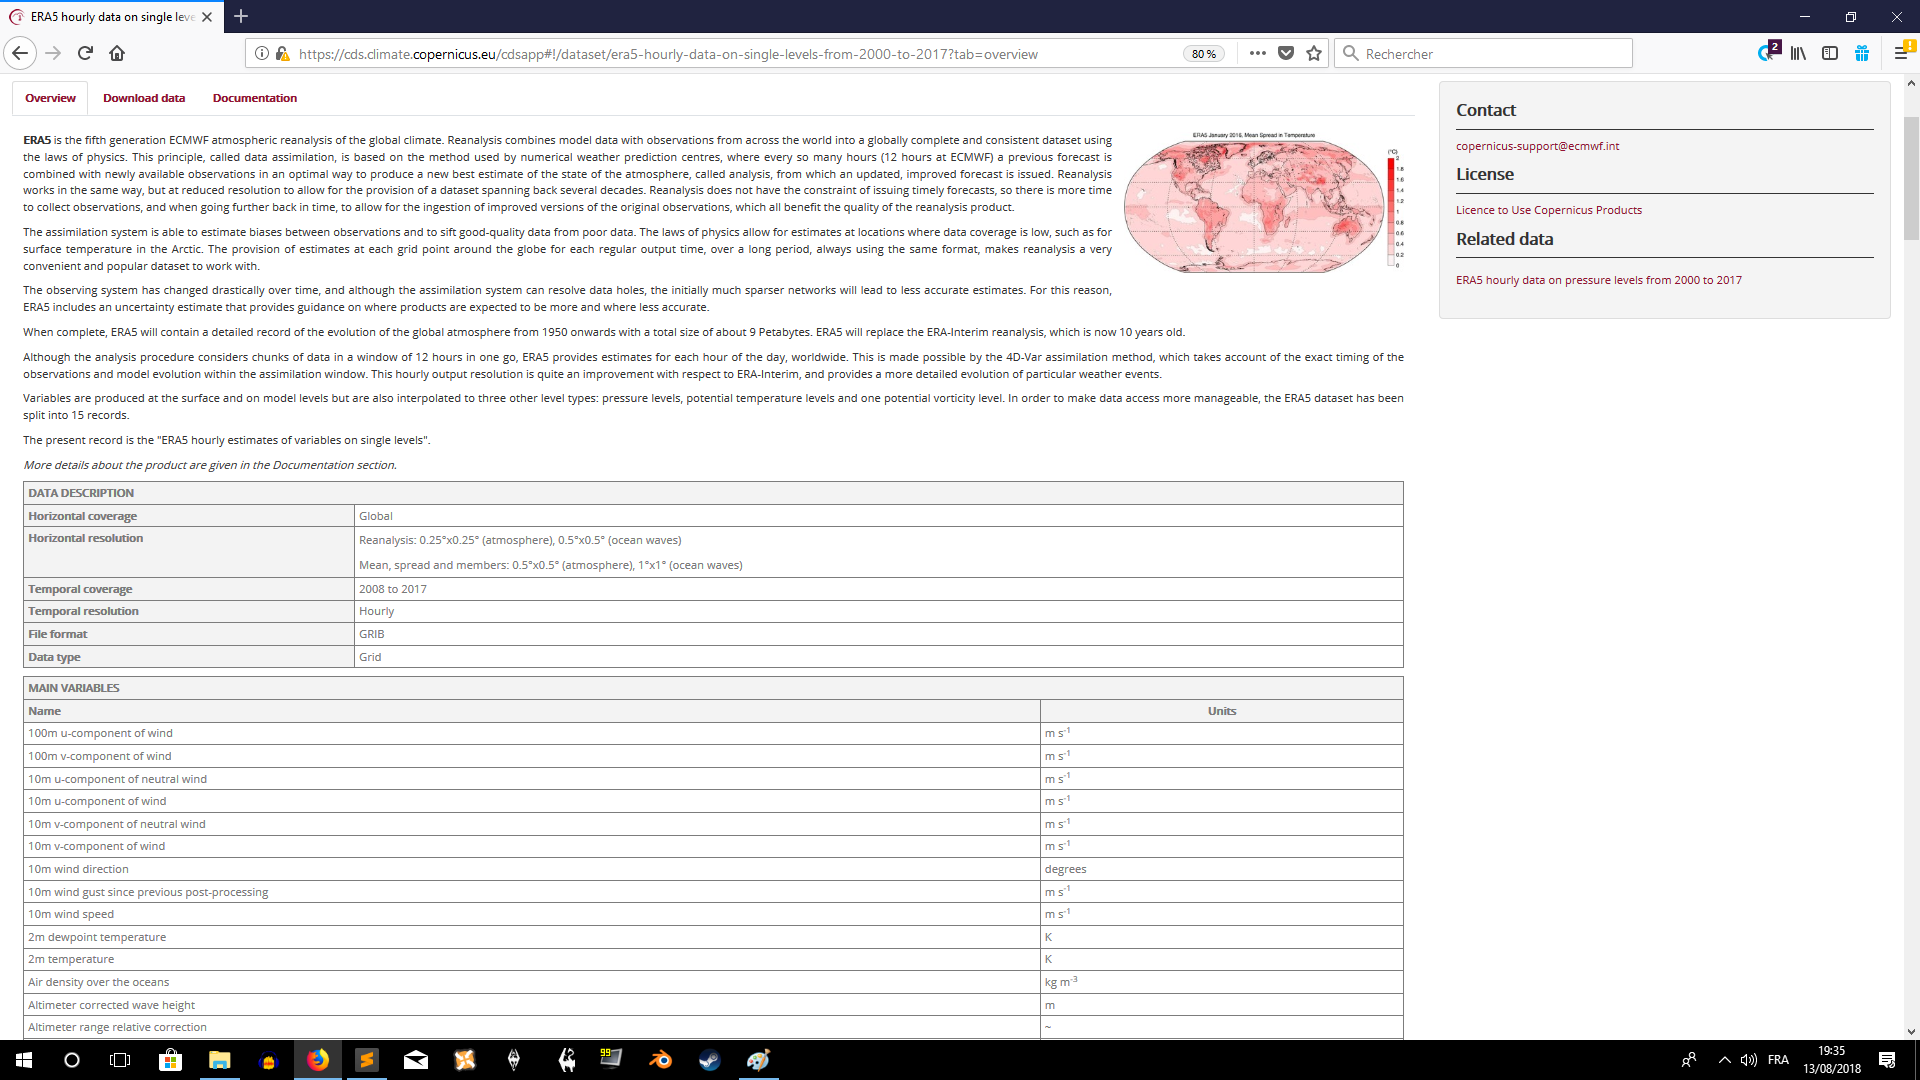 ERA5 hourly data on single leve
https://cds.climate.copernicus.eu/cdsapp#!/dataset/era5-hourly-data-on-single-levels-from-2000-to-2017?tab=overview
80 %
Rechercher
2
Overview
Download data
Documentation
ERA5 is the fifth generation ECMWF atmospheric reanalysis of the global climate. Reanalysis combines model data with observations from across the world into a globally complete and consistent dataset using
the laws of physics. This principle, called data assimilation, is based on the method used by numerical weather prediction centres, where every so many hours (12 hours at ECMWF) a previous forecast is
combined with newly available observations in an optimal way to produce a new best estimate of the state of the atmosphere, called analysis, from which an updated, improved forecast is issued. Reanalysis
works in the same way, but at reduced resolution to allow for the provision of a dataset spanning back several decades. Reanalysis does not have the constraint of issuing timely forecasts, so there is more time
to collect observations, and when going further back in time, to allow for the ingestion of improved versions of the original observations, which all benefit the quality of the reanalysis product.
ERA5 January 2016, Mean Spread in Temperature
(°C)
2
1.8
1.6
1.4
1.2
1
0.8
0.6
0.4
0.2
0
The assimilation system is able to estimate biases between observations and to sift good-quality data from poor data. The laws of physics allow for estimates at locations where data coverage is low, such as for
surface temperature in the Arctic. The provision of estimates at each grid point around the globe for each regular output time, over a long period, always using the same format, makes reanalysis a very
convenient and popular dataset to work with.
The observing system has changed drastically over time, and although the assimilation system can resolve data holes, the initially much sparser networks will lead to less accurate estimates. For this reason,
ERA5 includes an uncertainty estimate that provides guidance on where products are expected to be more and where less accurate.
When complete, ERA5 will contain a detailed record of the evolution of the global atmosphere from 1950 onwards with a total size of about 9 Petabytes. ERA5 will replace the ERA-Interim reanalysis, which is now 10 years old.
Although the analysis procedure considers chunks of data in a window of 12 hours in one go, ERA5 provides estimates for each hour of the day, worldwide. This is made possible by the 4D-Var assimilation method, which takes account of the exact timing of the
observations and model evolution within the assimilation window. This hourly output resolution is quite an improvement with respect to ERA-Interim, and provides a more detailed evolution of particular weather events.
Variables are produced at the surface and on model levels but are also interpolated to three other level types: pressure levels, potential temperature levels and one potential vorticity level. In order to make data access more manageable, the ERA5 dataset has been
split into 15 records.
The present record is the "ERA5 hourly estimates of variables on single levels".
More details about the product are given in the Documentation section.
DATA DESCRIPTION
Horizontal coverage Global
Horizontal resolution Reanalysis: 0.25°x0.25° (atmosphere), 0.5°x0.5° (ocean waves)
Mean, spread and members: 0.5°x0.5° (atmosphere), 1°x1° (ocean waves)
Temporal coverage 2008 to 2017
Temporal resolution Hourly
File format GRIB
Data type Grid
MAIN VARIABLES
Name Units
100m u-component of wind m s⁻¹
100m v-component of wind m s⁻¹
10m u-component of neutral wind m s⁻¹
10m u-component of wind m s⁻¹
10m v-component of neutral wind m s⁻¹
10m v-component of wind m s⁻¹
10m wind direction degrees
10m wind gust since previous post-processing m s⁻¹
10m wind speed m s⁻¹
2m dewpoint temperature K
2m temperature K
Air density over the oceans kg m⁻³
Altimeter corrected wave height m
Altimeter range relative correction ~
Contact
copernicus-support@ecmwf.int
License
Licence to Use Copernicus Products
Related data
ERA5 hourly data on pressure levels from 2000 to 2017
99
FRA
19:35
13/08/2018